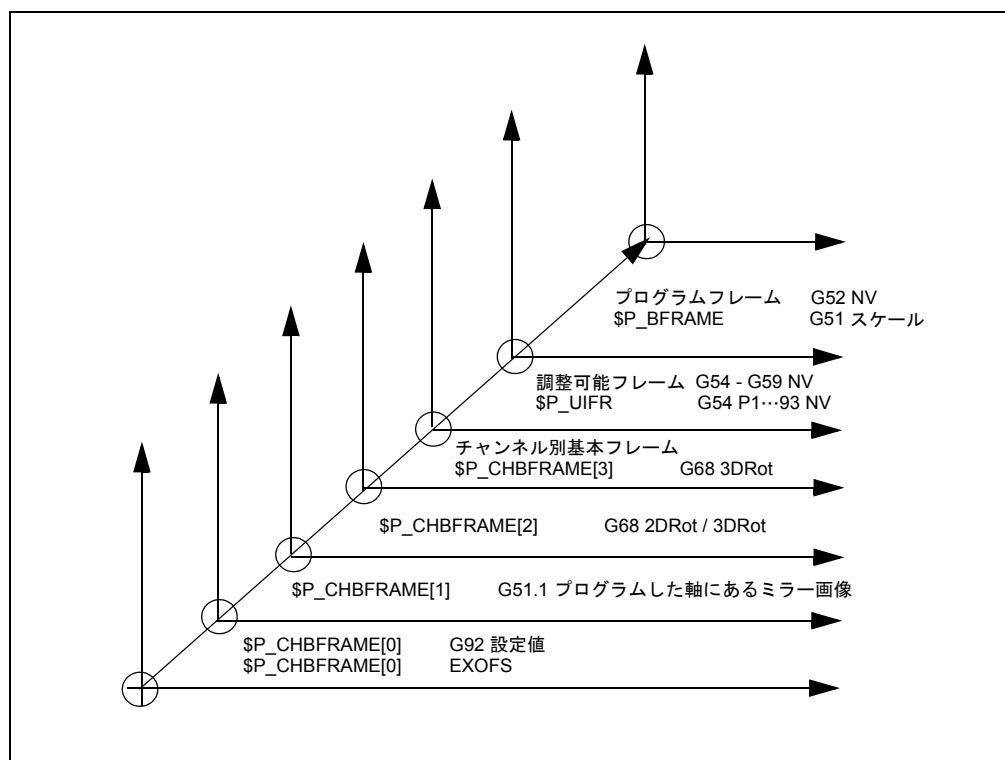 プログラムフレーム G52 NV
$P_BFRAME G51 スケール
調整可能フレーム G54 - G59 NV
$P_UIFR G54 P1…93 NV
チャンネル別基本フレーム
$P_CHBFRAME[3] G68 3DRot
$P_CHBFRAME[2] G68 2DRot / 3DRot
$P_CHBFRAME[1] G51.1 プログラムした軸にあるミラー画像
$P_CHBFRAME[0] G92 設定値
$P_CHBFRAME[0] EXOFS